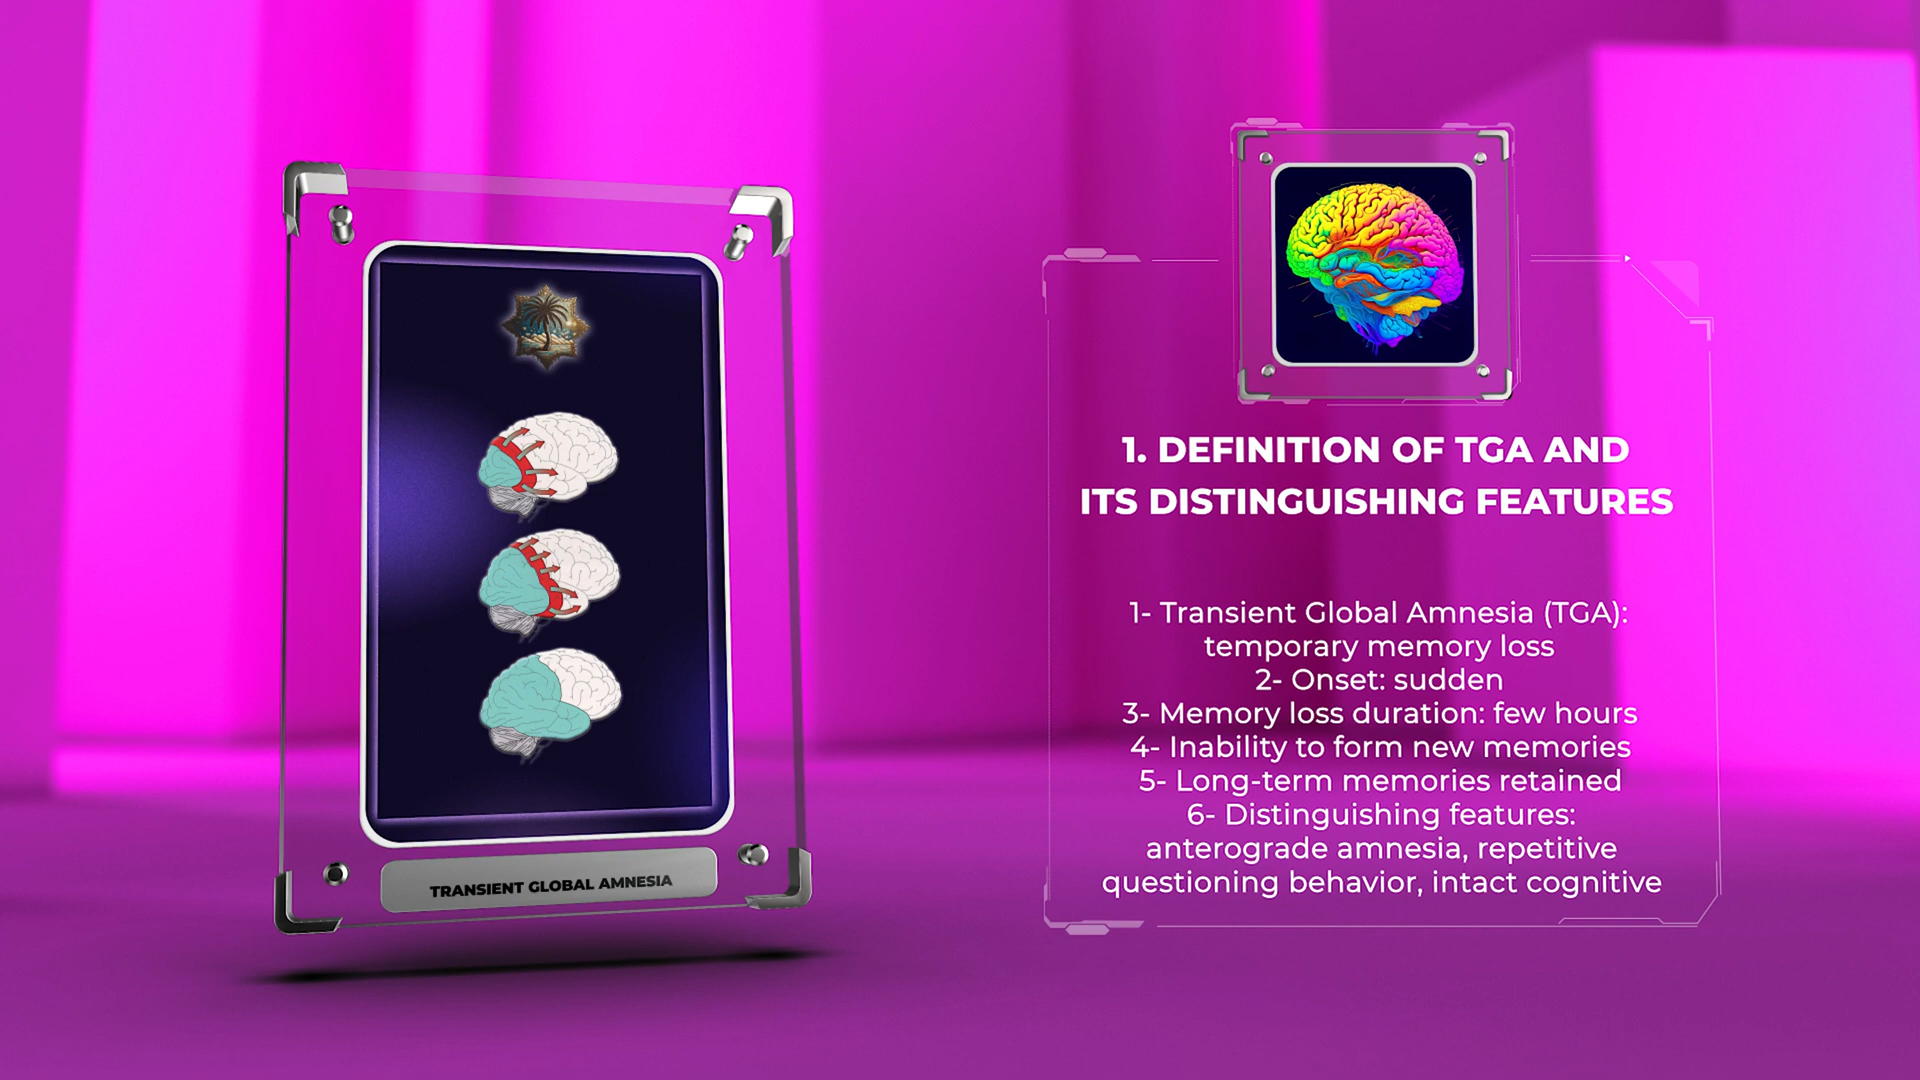 TRANSIENT GLOBAL AMNESIA
1. DEFINITION OF TGA AND
ITS DISTINGUISHING FEATURES
1- Transient Global Amnesia (TGA):
temporary memory loss
2- Onset: sudden
3- Memory loss duration: few hours
4- Inability to form new memories
5- Long-term memories retained
6- Distinguishing features:
anterograde amnesia, repetitive
questioning behavior, intact cognitive